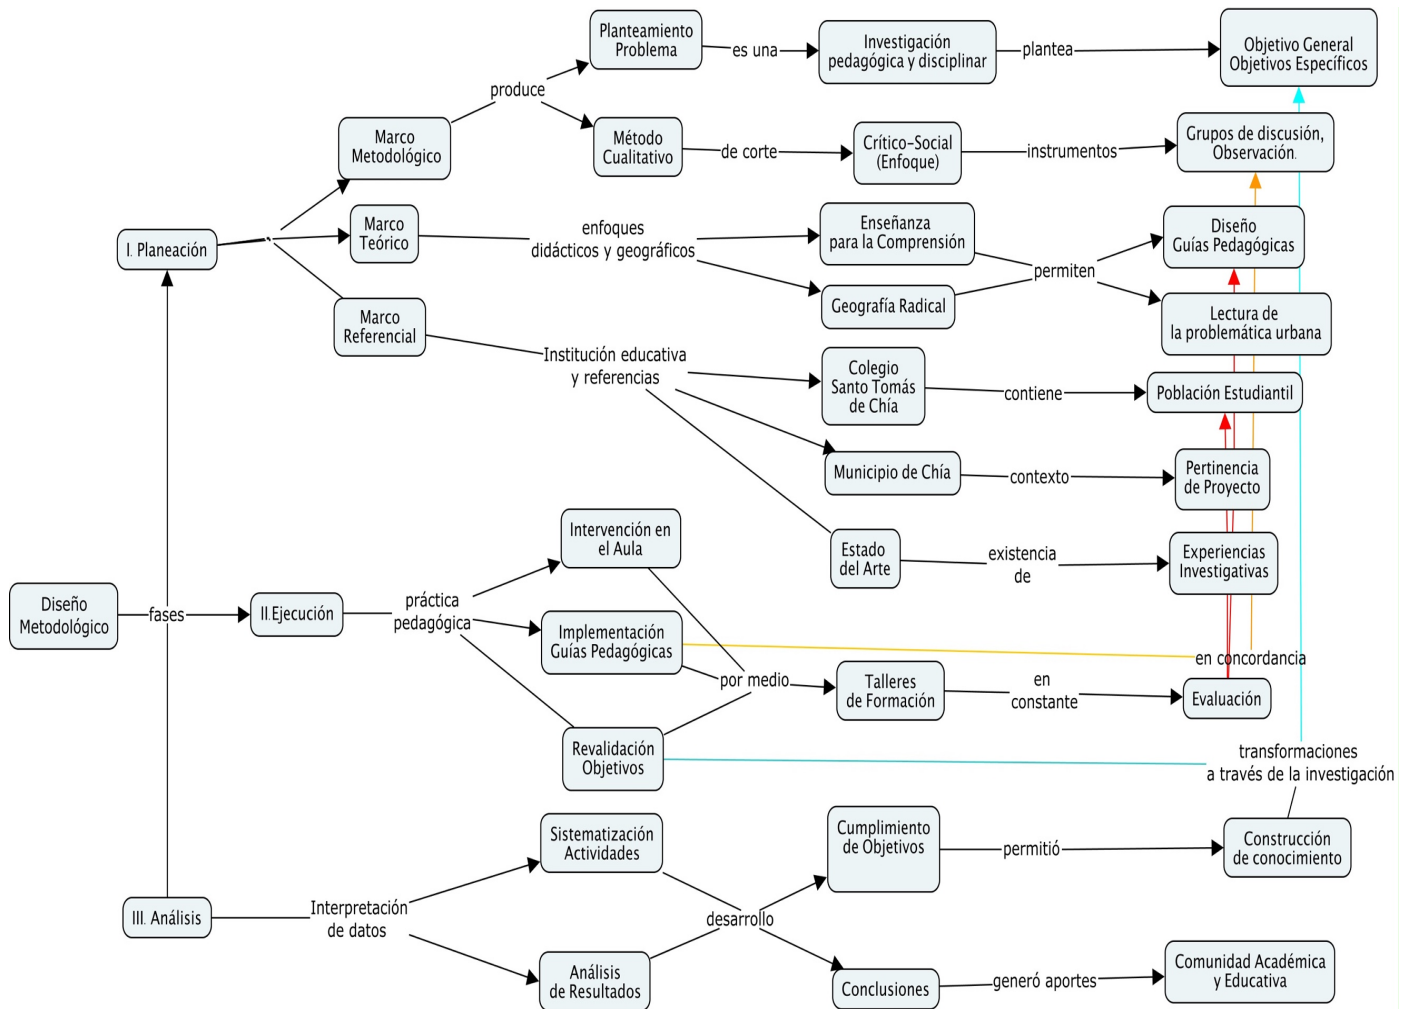 Planteamiento
Problema
es una
Investigación
pedagógica y disciplinar
plantea
Objetivo General
Objetivos Específicos
produce
Marco
Metodológico
Método
Cualitativo
de corte
Crítico-Social
(Enfoque)
instrumentos
Grupos de discusión,
Observación.
I. Planeación
Marco
Teórico
enfoques
didácticos y geográficos
Enseñanza
para la Comprensión
Geografía Radical
permiten
Diseño
Guías Pedagógicas
Lectura de
la problemática urbana
Marco
Referencial
Institución educativa
y referencias
Colegio
Santo Tomás
de Chía
contiene
Población Estudiantil
Municipio de Chía
contexto
Pertinencia
de Proyecto
Estado
del Arte
existencia
de
Experiencias
Investigativas
Diseño
Metodológico
fases
II.Ejecución
práctica
pedagógica
Intervención en
el Aula
Implementación
Guías Pedagógicas
en concordancia
por medio
Talleres
de Formación
en
constante
Evaluación
Revalidación
Objetivos
transformaciones
a través de la investigación
III. Análisis
Interpretación
de datos
Sistematización
Actividades
Análisis
de Resultados
desarrollo
Cumplimiento
de Objetivos
permitió
Construcción
de conocimiento
Conclusiones
generó aportes
Comunidad Académica
y Educativa